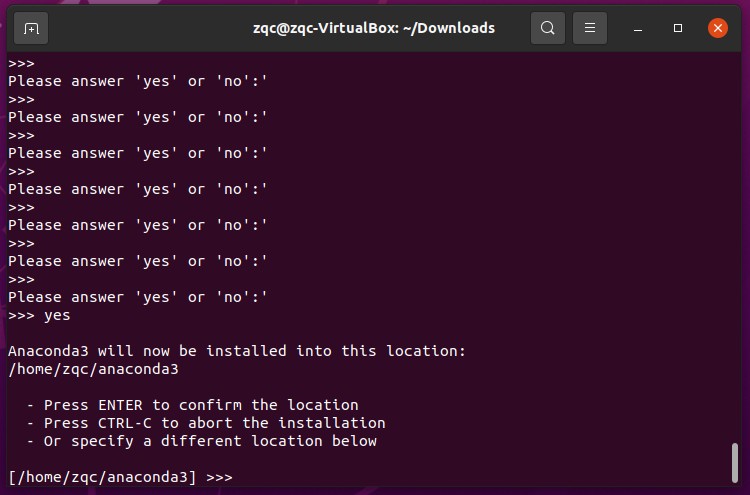 zqc@zqc-VirtualBox: ~/Downloads
>>>
Please answer 'yes' or 'no':'
>>>
Please answer 'yes' or 'no':'
>>>
Please answer 'yes' or 'no':'
>>>
Please answer 'yes' or 'no':'
>>>
Please answer 'yes' or 'no':'
>>>
Please answer 'yes' or 'no':'
>>>
Please answer 'yes' or 'no':'
>>> yes
Anaconda3 will now be installed into this location:
/home/zqc/anaconda3
- Press ENTER to confirm the location
- Press CTRL-C to abort the installation
- Or specify a different location below
[/home/zqc/anaconda3] >>>